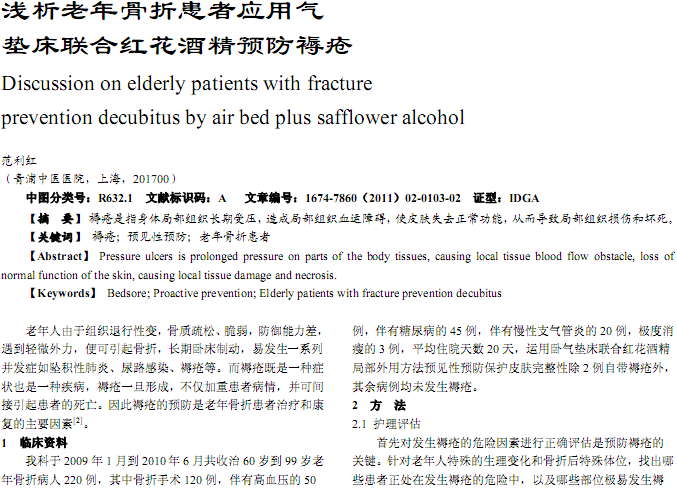 浅析老年骨折患者应用气
垫床联合红花酒精预防褥疮
Discussion on elderly patients with fracture
prevention decubitus by air bed plus safflower alcohol
范利红
（青浦中医医院，上海，201700）
中图分类号：R632.1 文献标识码：A 文章编号：1674-7860（2011）02-0103-02 证型：IDGA
【摘 要】褥疮是指身体局部组织长期受压，造成局部组织血运障碍，使皮肤失去正常功能，从而导致局部组织损伤和坏死。
【关键词】褥疮；预见性预防；老年骨折患者
【Abstract】Pressure ulcers is prolonged pressure on parts of the body tissues, causing local tissue blood flow obstacle, loss of
normal function of the skin, causing local tissue damage and necrosis.
【Keywords】Bedsore; Proactive prevention; Elderly patients with fracture prevention decubitus
老年人由于组织退行性变，骨质疏松、脆弱，防御能力差，
遇到轻微外力，便可引起骨折，长期卧床制动，易发生一系列
并发症如坠积性肺炎、尿路感染、褥疮等。而褥疮既是一种症
状也是一种疾病，褥疮一旦形成，不仅加重患者病情，并可间
接引起患者的死亡。因此褥疮的预防是老年骨折患者治疗和康
复的主要因素[2]。
1 临床资料
我科于 2009 年 1 月到 2010 年 6 月共收治 60 岁到 99 岁老
年骨折病人 220 例，其中骨折手术 120 例，伴有高血压的 50
例，伴有糖尿病的 45 例，伴有慢性支气管炎的 20 例，极度消
瘦的 3 例，平均住院天数 20 天，运用卧气垫床联合红花酒精
局部外用方法预见性预防保护皮肤完整性除 2 例自带褥疮外，
其余病例均未发生褥疮。
2 方 法
2.1 护理评估
首先对发生褥疮的危险因素进行正确评估是预防褥疮的
关键。针对老年人特殊的生理变化和骨折后特殊体位，找出哪
些患者正处在发生褥疮的危险中，以及哪些部位极易发生褥